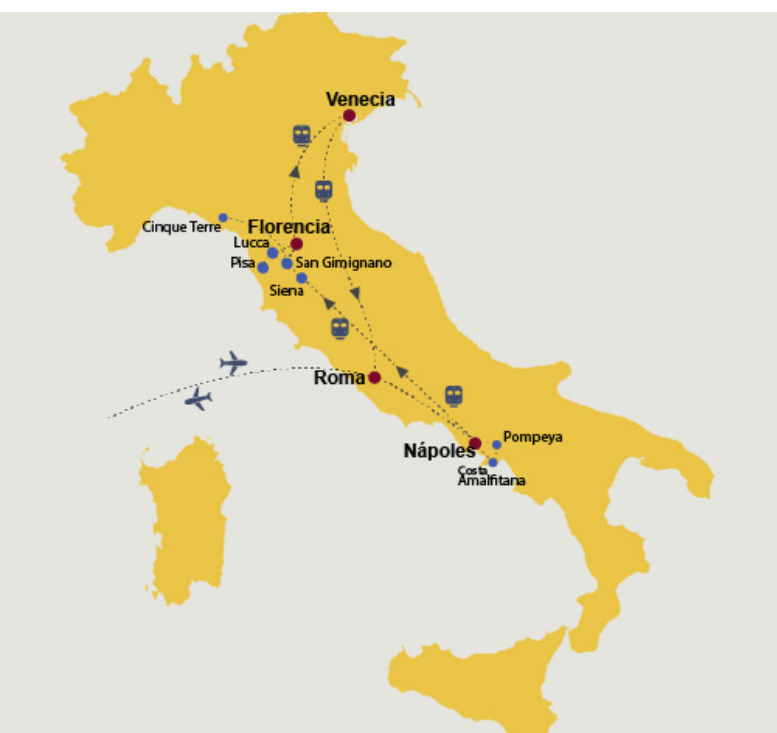 Venecia
Cinque Terre
Florencia
Lucca
Pisa
San Gimignano
Siena
Roma
Nápoles
Pompeya
Costa
Amalfitana